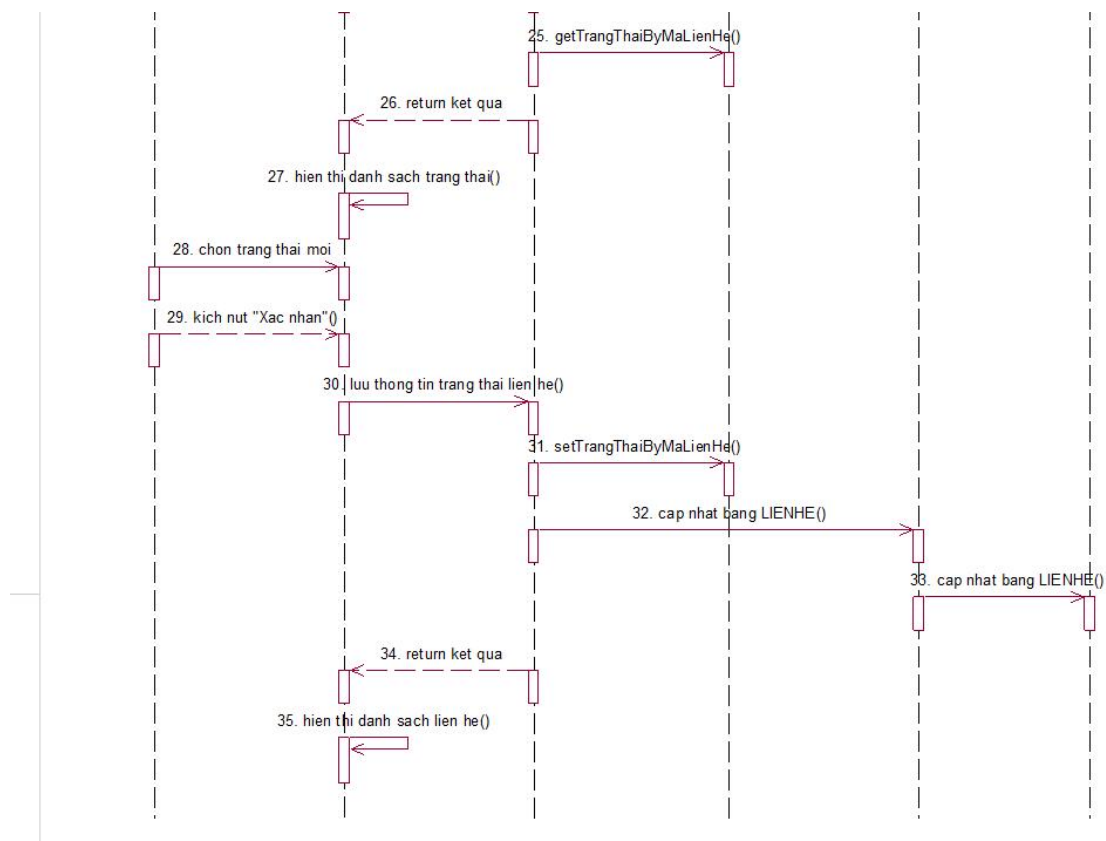 25. getTrangThaiByMaLienHe()
26. return ket qua
27. hien thi danh sach trang thai()
28. chon trang thai moi
29. kich nut "Xac nhan"()
30. luu thong tin trang thai lien he()
31. setTrangThaiByMaLienHe()
32. cap nhat bang LIENHE()
33. cap nhat bang LIENHE()
34. return ket qua
35. hien thi danh sach lien he()